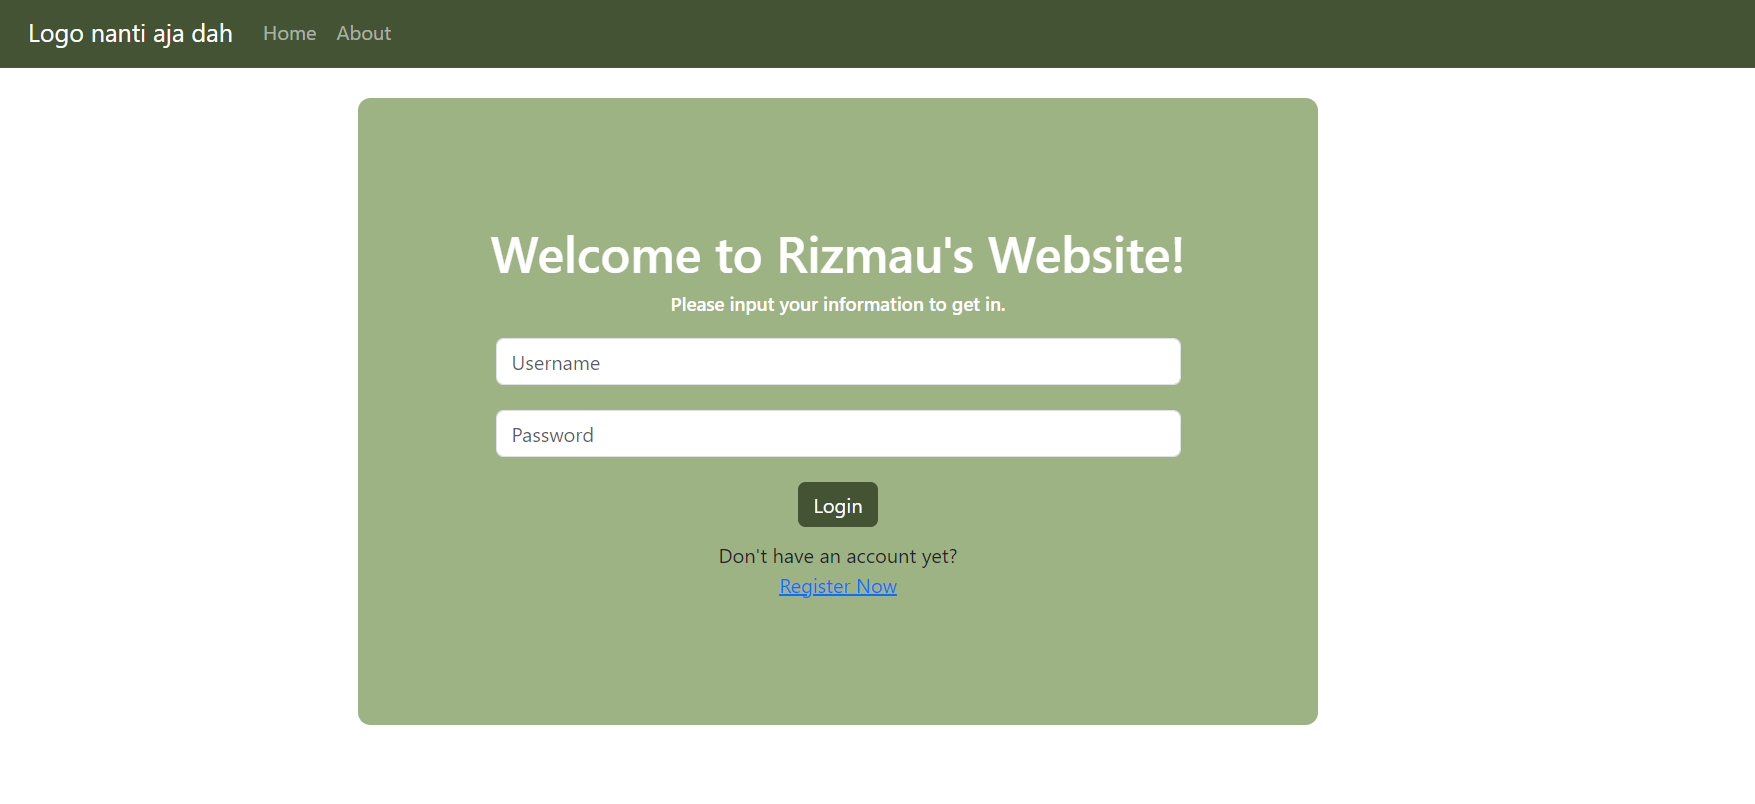 Logo nanti aja dah Home About
Welcome to Rizmau's Website!
Please input your information to get in.
Username
Password
Login
Don't have an account yet?
Register Now